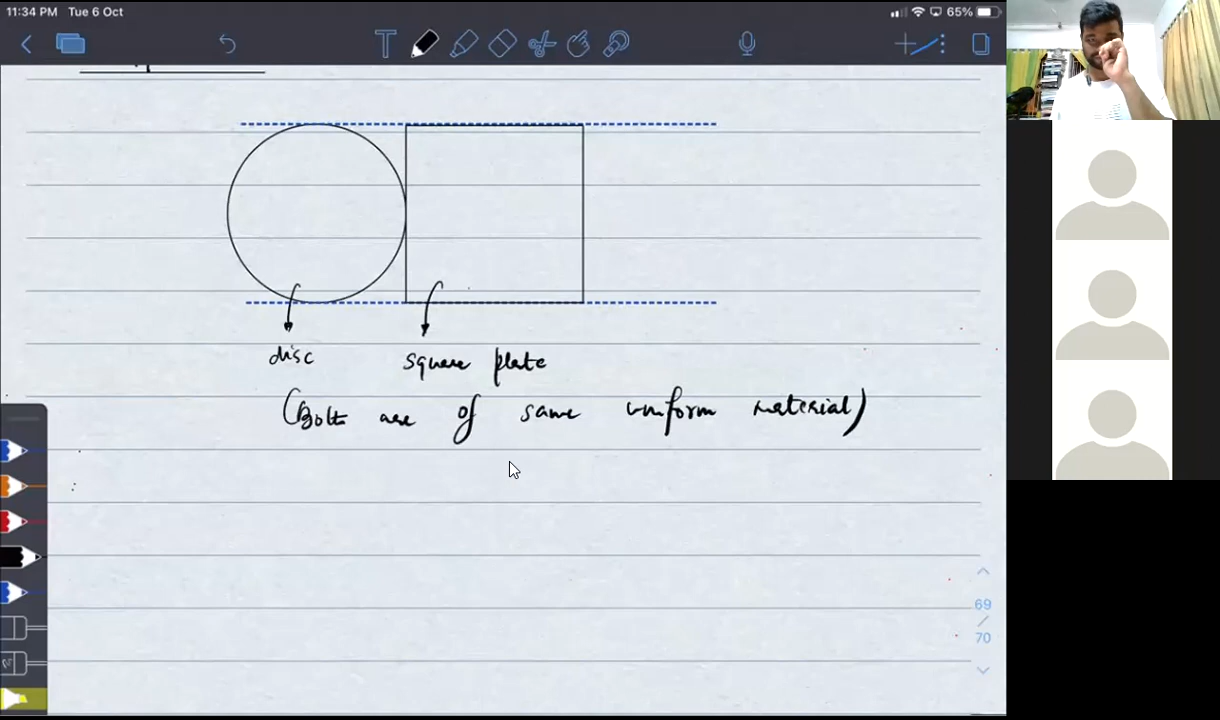 11:34 PM Tue 6 Oct
65%
T
disc
square plate
(Both are of same uniform material)
69
/
70